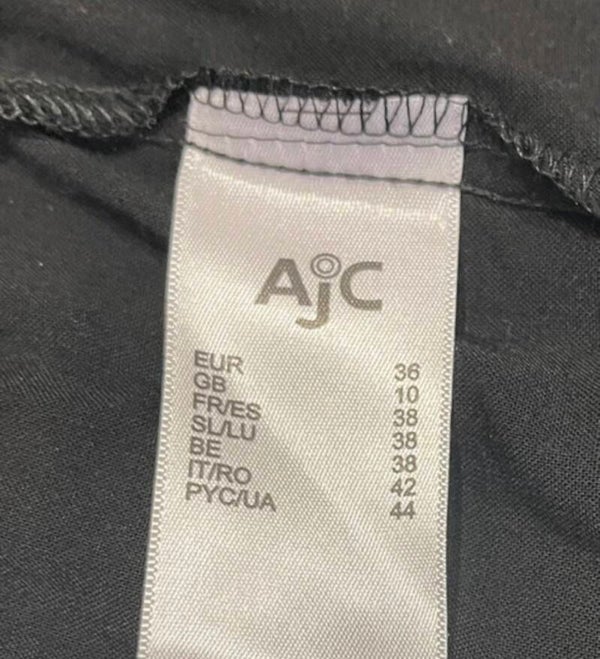 AjC
EUR 36
GB 10
FR/ES 38
SL/LU 38
BE 38
IT/RO 42
PYC/UA 44